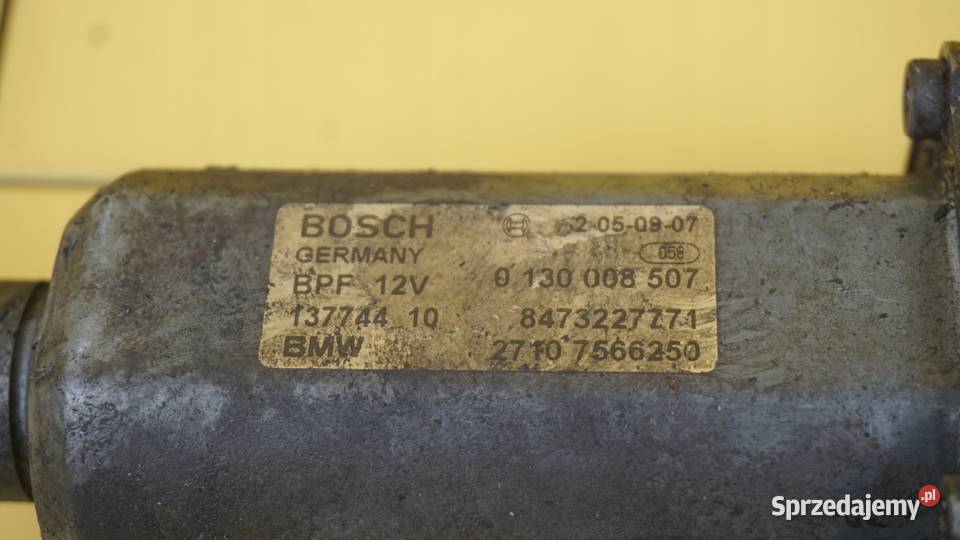 BOSCH 2-05-09-07
GERMANY 058
BPF 12V 0 130 008 507
137744 10 8473227771
BMW 2710 7566250
Sprzedajemy.pl